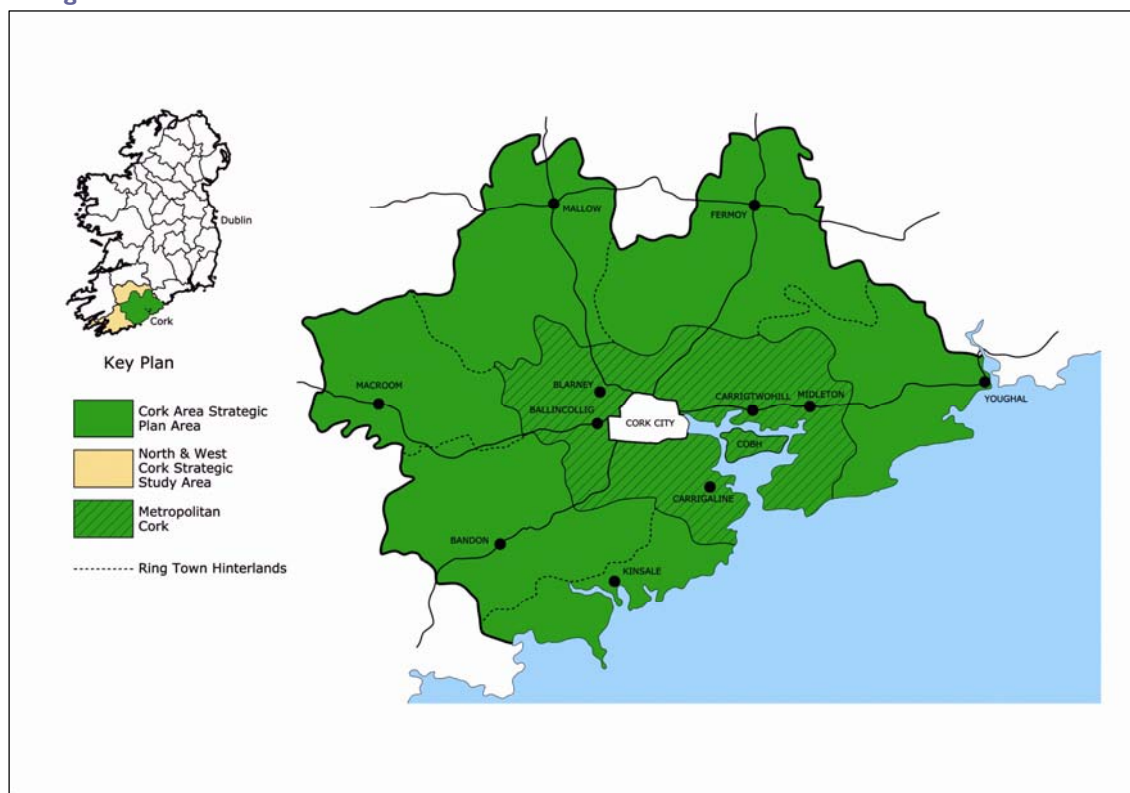 Dublin
Cork
Key Plan
Cork Area Strategic
Plan Area
North & West
Cork Strategic
Study Area
Metropolitan
Cork
Ring Town Hinterlands
MALLOW
FERMOY
MACROOM
BLARNEY
BALLINCOLLIG
CORK CITY
CARRIGTWOHILL
MIDLETON
YOUGHAL
COBH
CARRIGALINE
BANDON
KINSALE